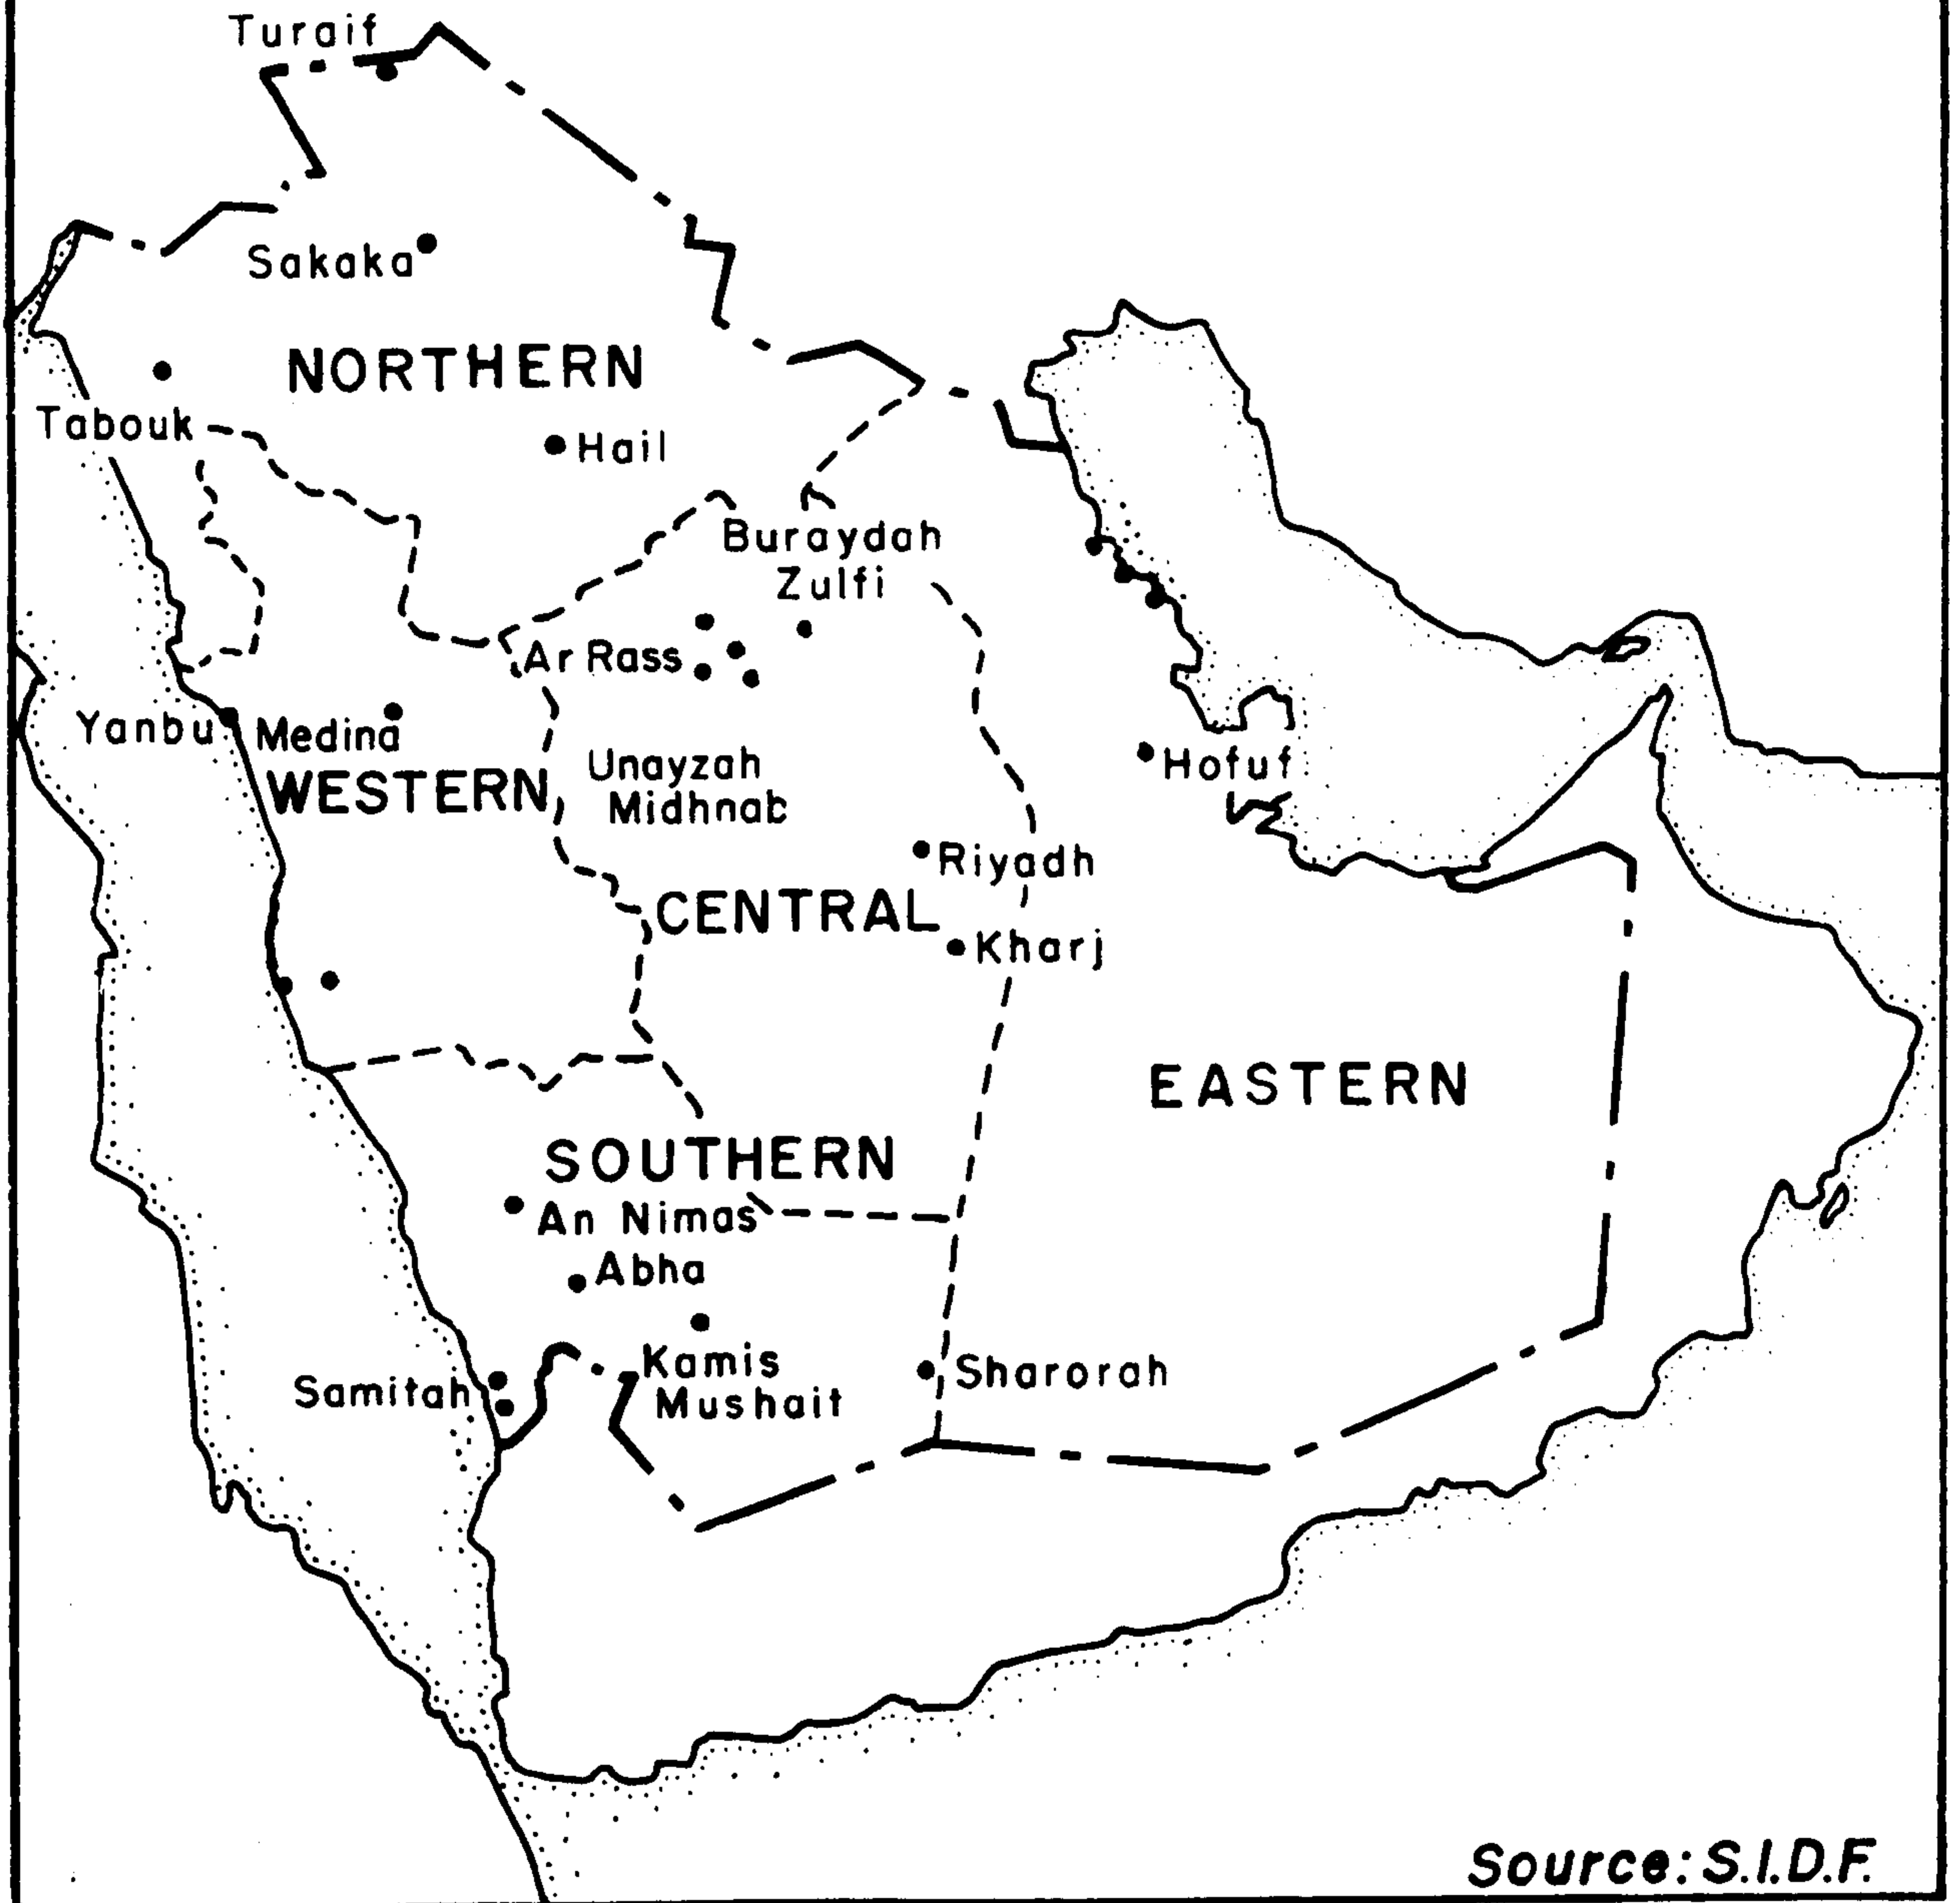 Turaif
Sakaka
NORTHERN
Tabouk
Hail
Buraydah
Zulfi
Ar Rass
Yanbu
Medina
WESTERN
Unayzah
Midhnab
Hofuf
Riyadh
CENTRAL
Kharj
EASTERN
SOUTHERN
An Nimas
Abha
Kamis
Mushait
Samitah
Sharorah
Source: S.I.D.F.